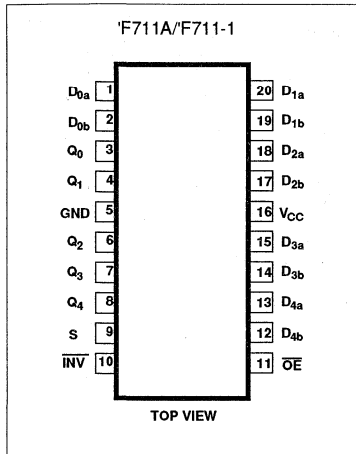 'F711A/'F711-1
D0a 1 20 D1a
D0b 2 19 D1b
Q0 3 18 D2a
Q1 4 17 D2b
GND 5 16 VCC
Q2 6 15 D3a
Q3 7 14 D3b
Q4 8 13 D4a
S 9 12 D4b
I̅N̅V̅ 10 11 O̅E̅
TOP VIEW